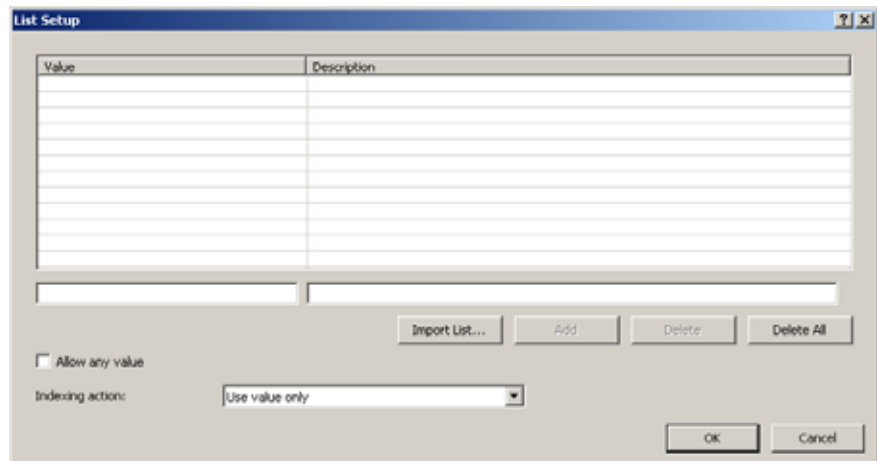 List Setup
Value Description
Import List... Add Delete Delete All
Allow any value
Indexing action: Use value only
OK Cancel